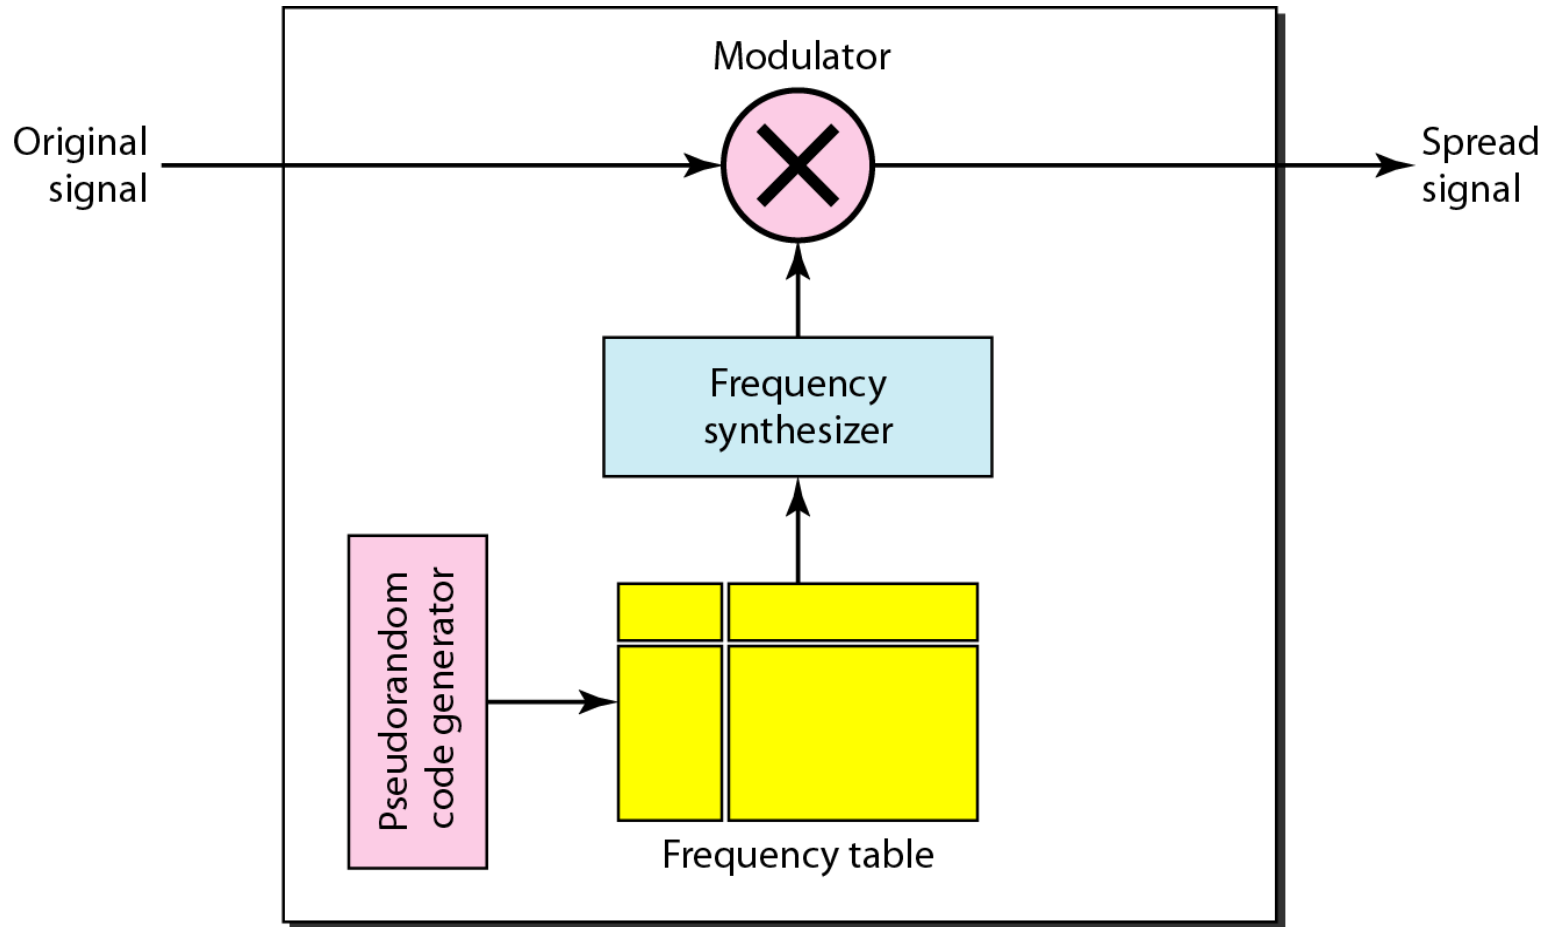 Modulator
Original
signal
Spread
signal
Frequency
synthesizer
Pseudorandom
code generator
Frequency table